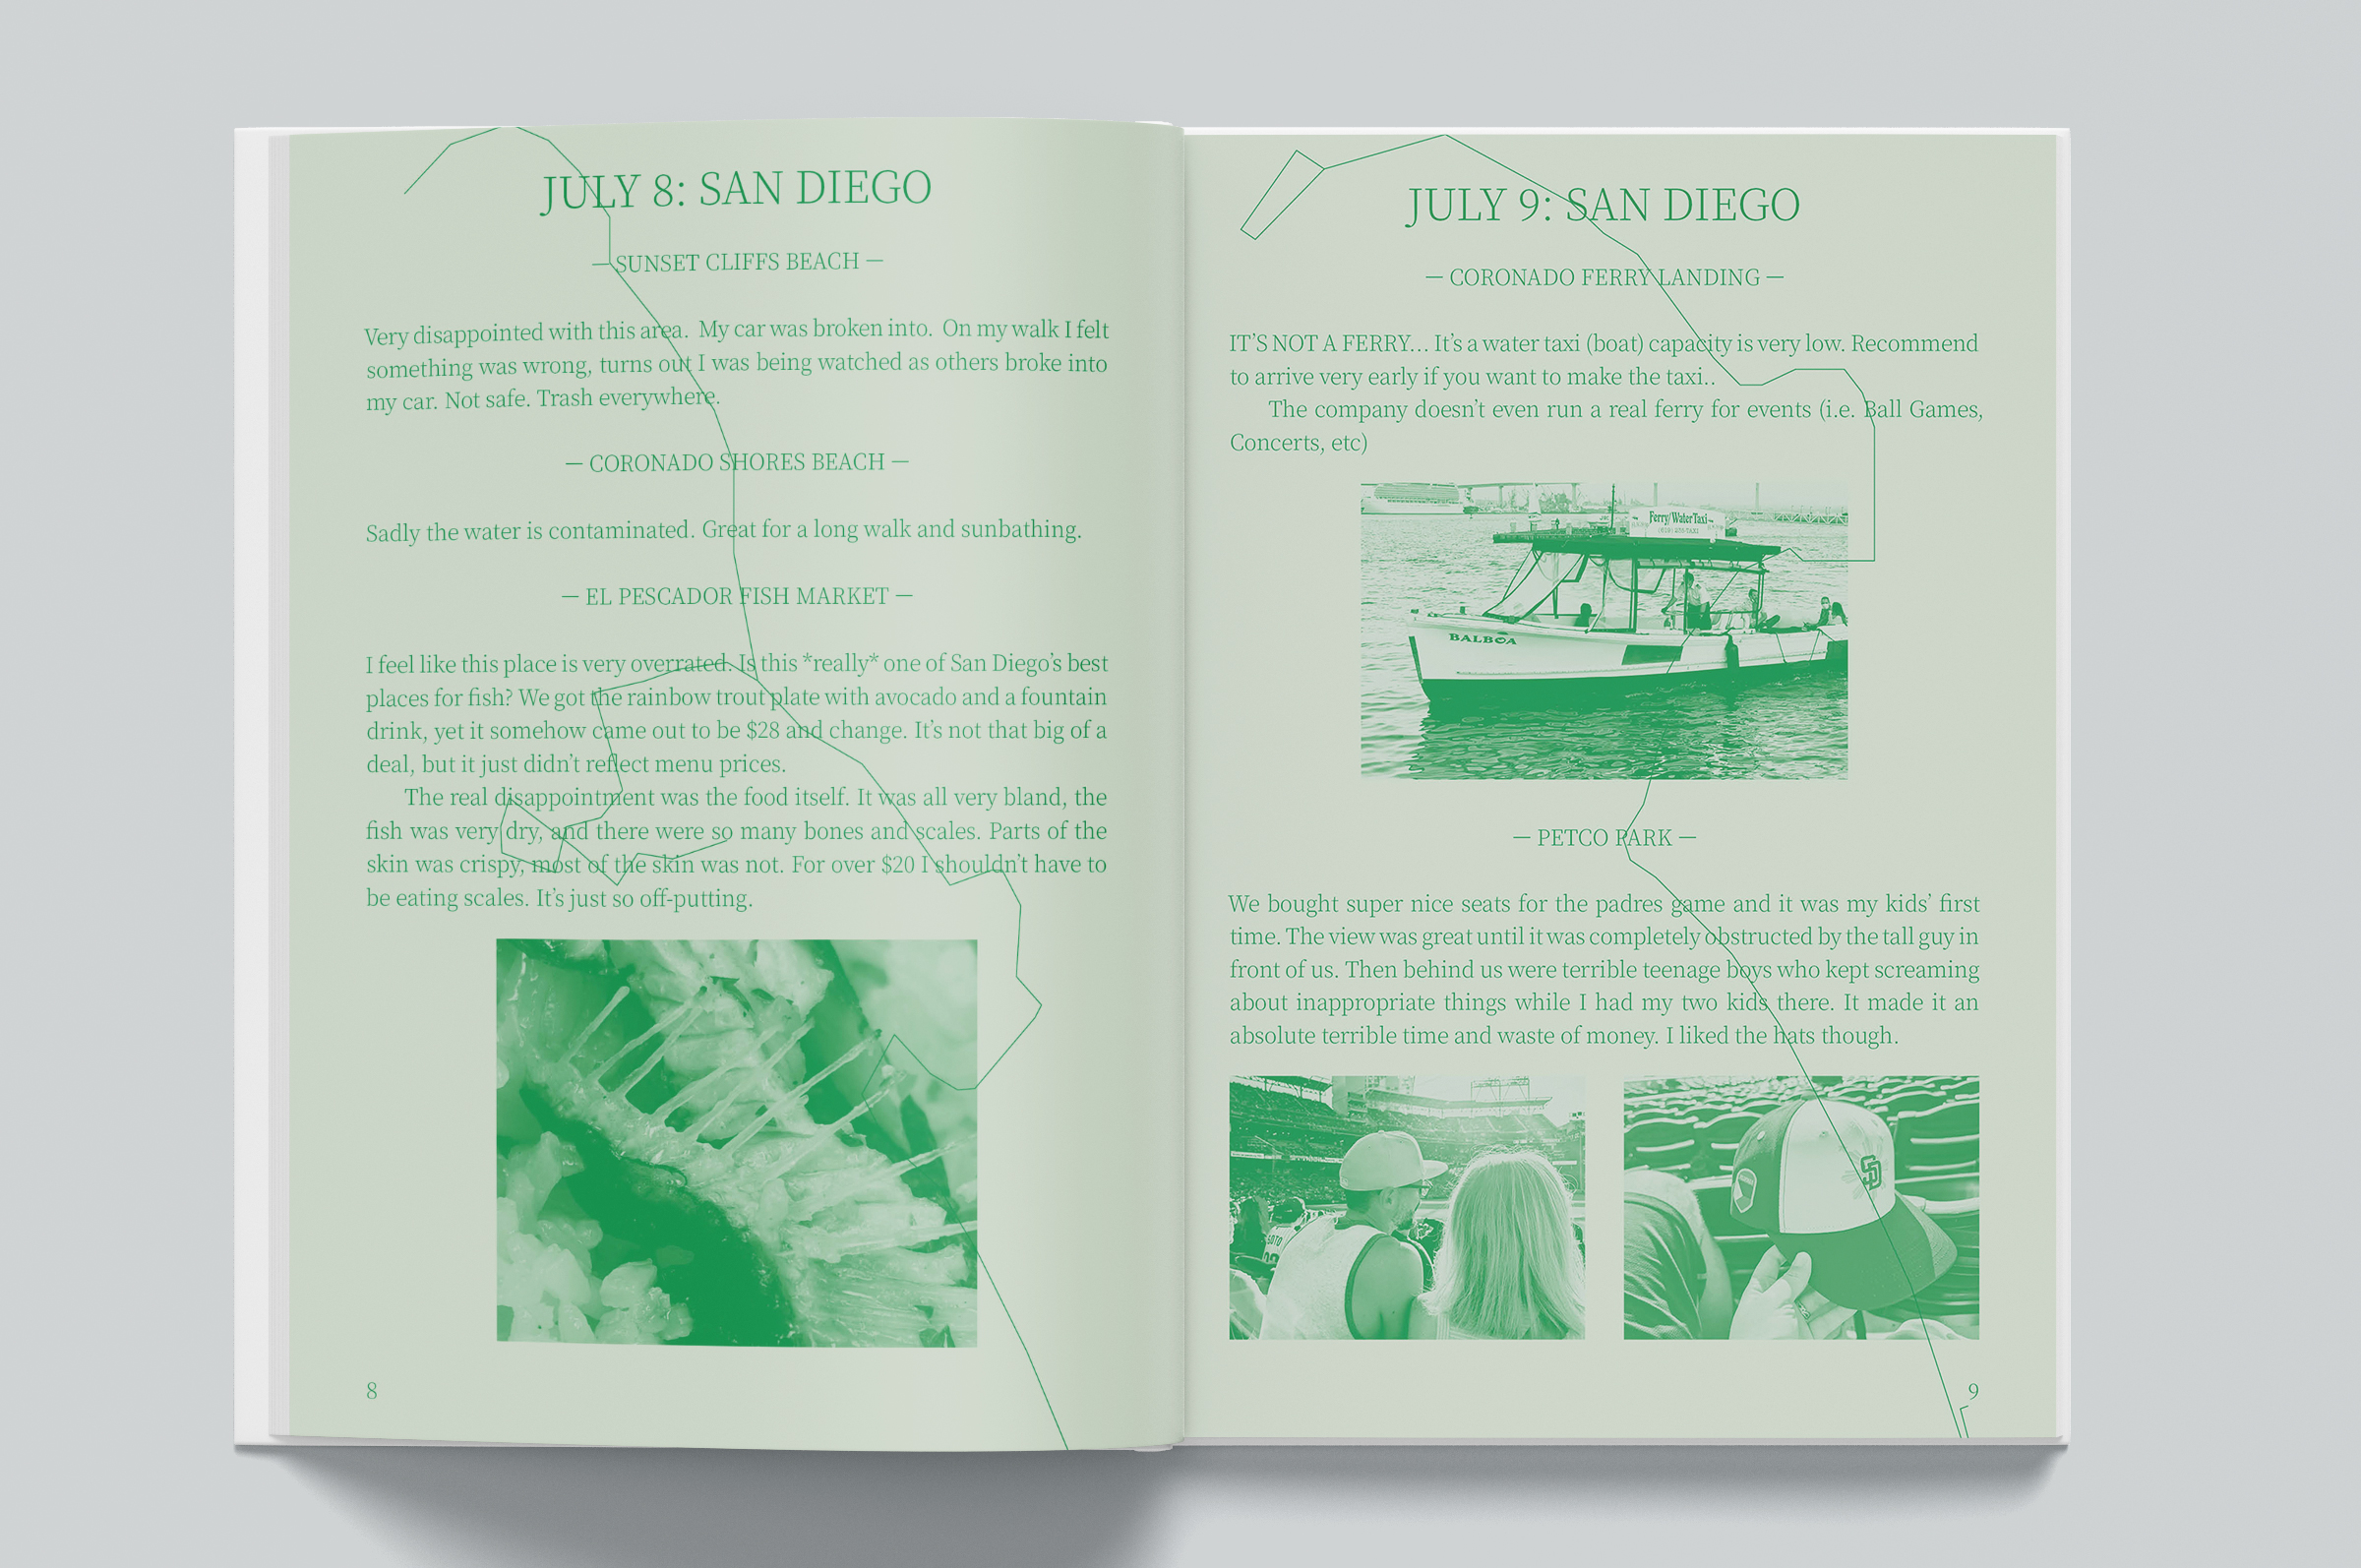 JULY 8: SAN DIEGO
— SUNSET CLIFFS BEACH —
Very disappointed with this area.  My car was broken into.  On my walk I felt
something was wrong, turns out I was being watched as others broke into
my car. Not safe. Trash everywhere.
— CORONADO SHORES BEACH —
Sadly the water is contaminated. Great for a long walk and sunbathing.
— EL PESCADOR FISH MARKET —
I feel like this place is very overrated. Is this *really* one of San Diego’s best
places for fish? We got the rainbow trout plate with avocado and a fountain
drink, yet it somehow came out to be $28 and change. It’s not that big of a
deal, but it just didn’t reflect menu prices.
The real disappointment was the food itself. It was all very bland, the
fish was very dry, and there were so many bones and scales. Parts of the
skin was crispy, most of the skin was not. For over $20 I shouldn’t have to
be eating scales. It’s just so off-putting.
8
JULY 9: SAN DIEGO
— CORONADO FERRY LANDING —
IT’S NOT A FERRY… It’s a water taxi (boat) capacity is very low. Recommend
to arrive very early if you want to make the taxi..
The company doesn’t even run a real ferry for events (i.e. Ball Games,
Concerts, etc)
Ferry/Water Taxi
BALBOA
— PETCO PARK —
We bought super nice seats for the padres game and it was my kids’ first
time. The view was great until it was completely obstructed by the tall guy in
front of us. Then behind us were terrible teenage boys who kept screaming
about inappropriate things while I had my two kids there. It made it an
absolute terrible time and waste of money. I liked the hats though.
SOTO
SD
9